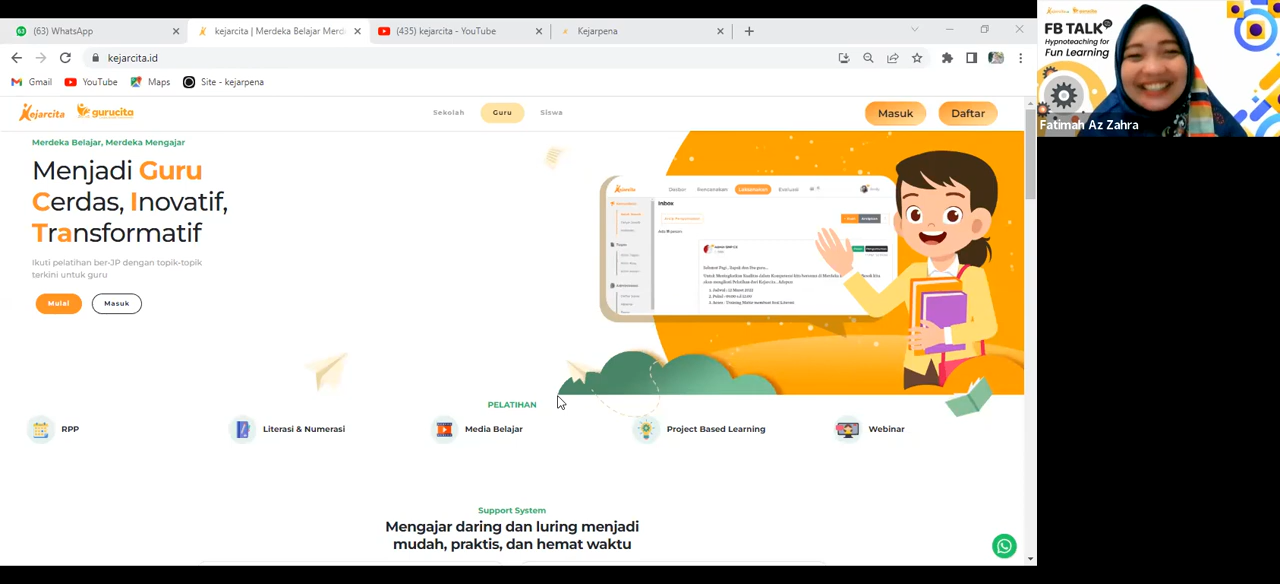 (63) WhatsApp
kejarcita | Merdeka Belajar Merd
(435) kejarcita - YouTube
Kejarpena
kejarcita.id
Gmail
YouTube
Maps
Site - kejarpena
kejarcita
gurucita
Sekolah
Guru
Siswa
Masuk
Daftar
Merdeka Belajar, Merdeka Mengajar
Menjadi Guru
Cerdas, Inovatif,
Transformatif
Ikuti pelatihan ber-JP dengan topik-topik
terkini untuk guru
Mulai
Masuk
Inbox
PELATIHAN
RPP
Literasi & Numerasi
Media Belajar
Project Based Learning
Webinar
Support System
Mengajar daring dan luring menjadi
mudah, praktis, dan hemat waktu
FB TALK
Hypnoteaching for
Fun Learning
Fatimah Az Zahra